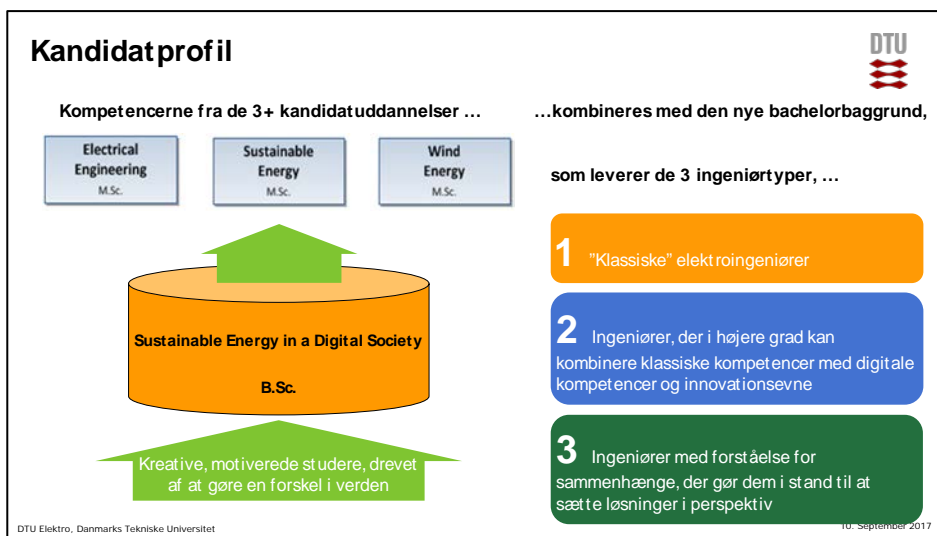 Kandidatprofil
DTU
Kompetencerne fra de 3+ kandidatuddannelser …
Electrical
Engineering
M.Sc.
Sustainable
Energy
M.Sc.
Wind
Energy
M.Sc.
Sustainable Energy in a Digital Society
B.Sc.
Kreative, motiverede studere, drevet
af at gøre en forskel i verden
…kombineres med den nye bachelorbaggrund,
som leverer de 3 ingeniørtyper, …
1 ”Klassiske” elektroingeniører
2 Ingeniører, der i højere grad kan
kombinere klassiske kompetencer med digitale
kompetencer og innovationsevne
3 Ingeniører med forståelse for
sammenhænge, der gør dem i stand til at
sætte løsninger i perspektiv
DTU Elektro, Danmarks Tekniske Universitet
10. September 2017